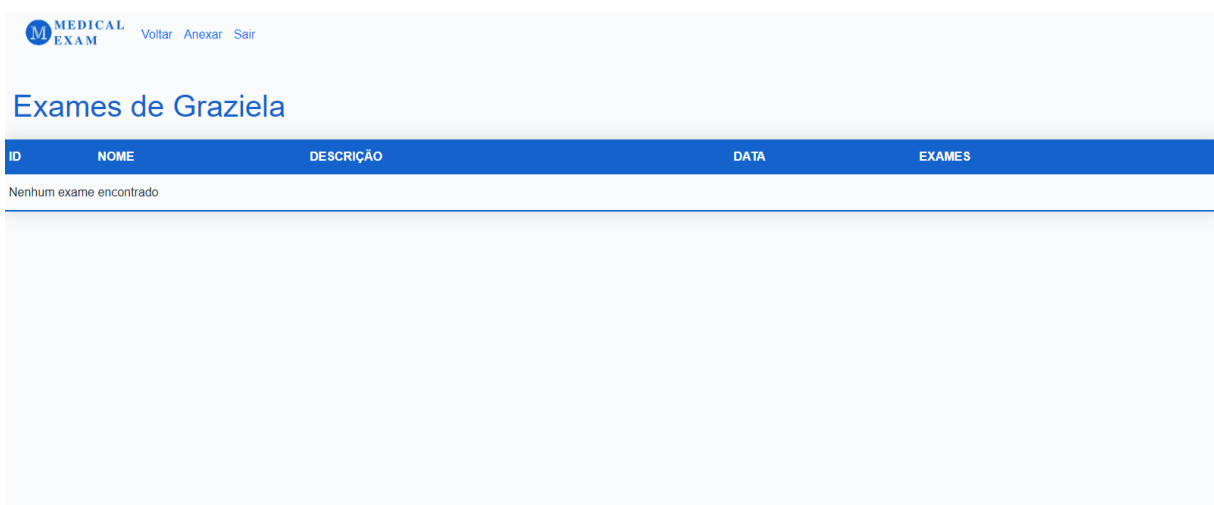 M MEDICAL EXAM Voltar Anexar Sair
Exames de Graziela
ID NOME DESCRIÇÃO DATA EXAMES
Nenhum exame encontrado